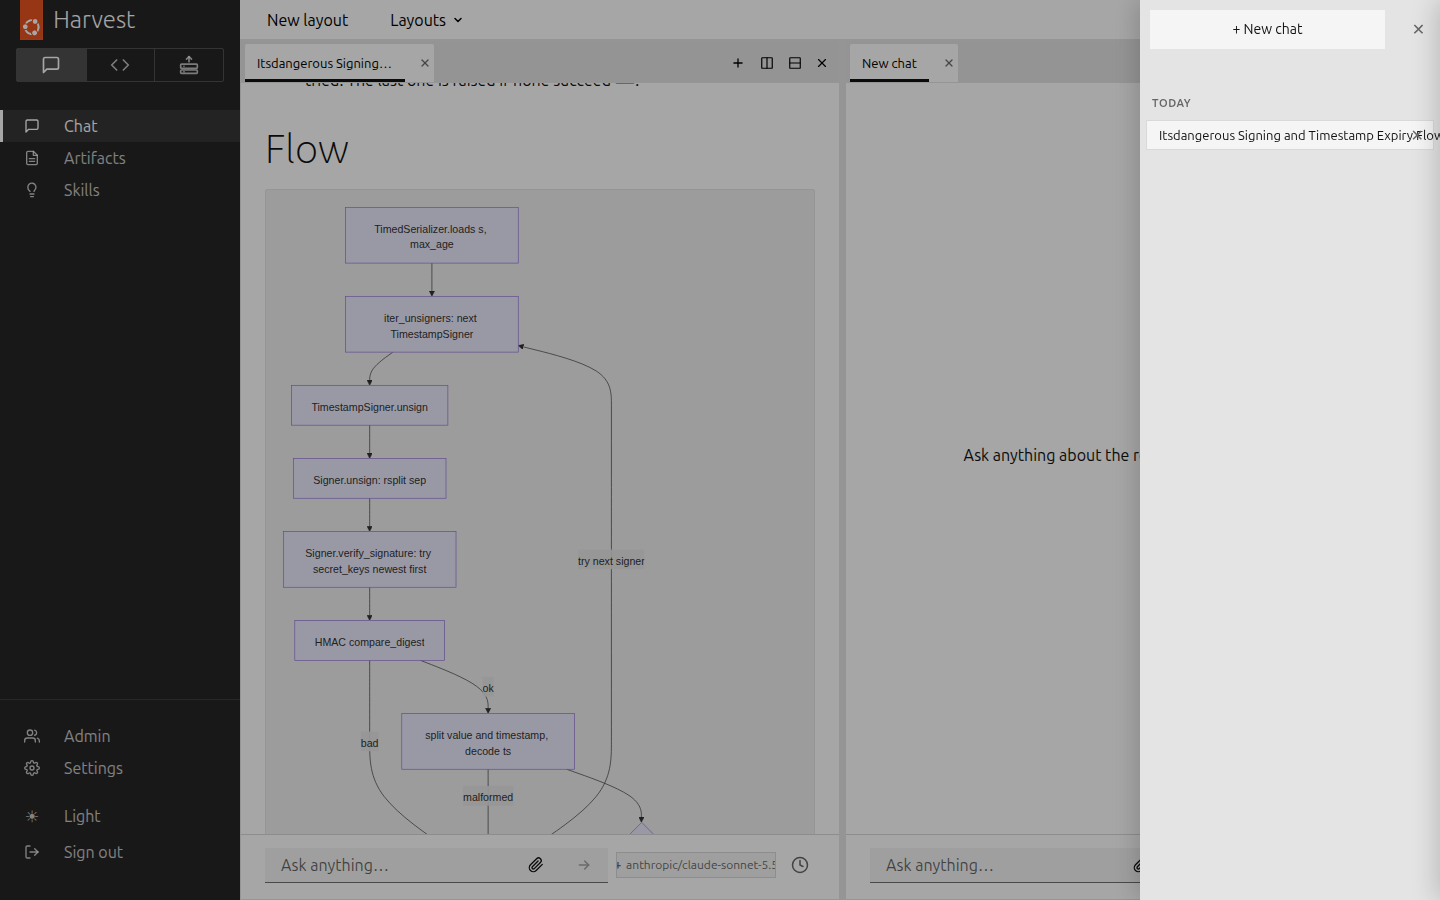 Harvest
New layout
Layouts
+ New chat
Itsdangerous Signing...
New chat
TODAY
Itsdangerous Signing and Timestamp Expiry Flow
Chat
Artifacts
Skills
Flow
TimedSerializer.loads s,
max_age
iter_unsigners: next
TimestampSigner
TimestampSigner.unsign
Signer.unsign: rsplit sep
Signer.verify_signature: try
secret_keys newest first
try next signer
HMAC compare_digest
ok
bad
split value and timestamp,
decode ts
malformed
Ask anything about the r
Admin
Settings
Light
Sign out
Ask anything...
anthropic/claude-sonnet-5.5
Ask anything...